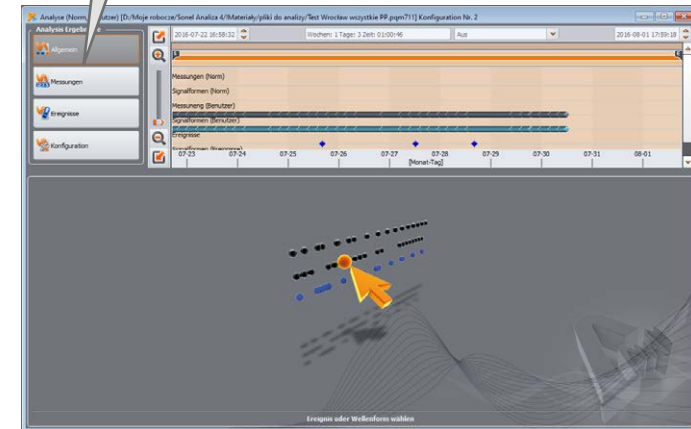 Analyse (Norm, Benutzer) [D:/Moje robocze/Sonel Analiza 4/!Materiały/pliki do analizy/Test Wrocław wszystkie PP.pqm711] Konfiguration Nr. 2
Analysis Ergebnisse
Allgemein
Messungen
Ereignisse
Konfiguration
2016-07-22 16:58:32
Wochen: 1 Tage: 3 Zeit: 01:00:46
Aus
2016-08-01 17:59:18
Messungen (Norm)
Signalformen (Norm)
Messuneng (Benutzer)
Signalformen (Benutzer)
Ereignisse
07-23 07-24 07-25 07-26 07-27 07-28 07-29 07-30 07-31 08-01
[Monat-Tag]
Ereignis oder Wellenform wählen